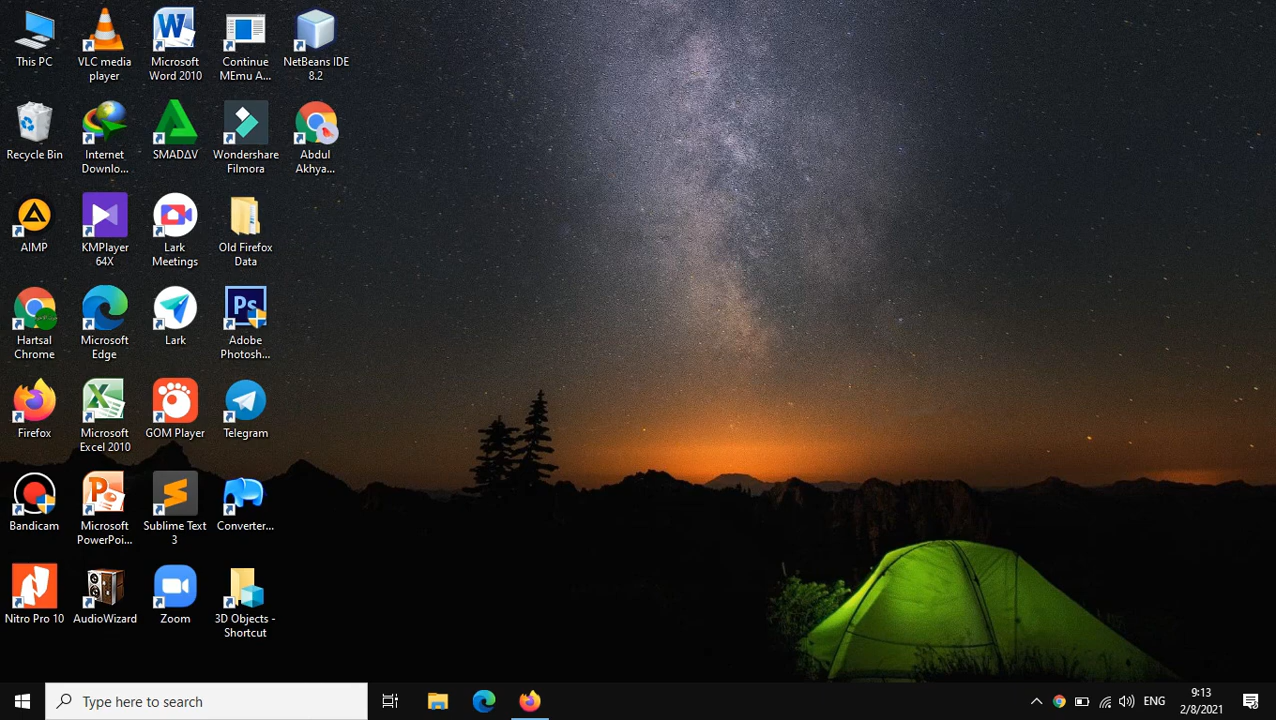 This PC
VLC media
player
Microsoft
Word 2010
Continue
MEmu A...
NetBeans IDE
8.2
Recycle Bin
Internet
Downlo...
SMADΔV
Wondershare
Filmora
Abdul
Akhya...
AIMP
KMPlayer
64X
Lark
Meetings
Old Firefox
Data
Hartsal
Chrome
Microsoft
Edge
Lark
Ps
Adobe
Photosh...
Firefox
Microsoft
Excel 2010
GOM Player
Telegram
Bandicam
Microsoft
PowerPoi...
Sublime Text
3
Converter...
Nitro Pro 10
AudioWizard
Zoom
3D Objects -
Shortcut
Type here to search
ENG
9:13
2/8/2021